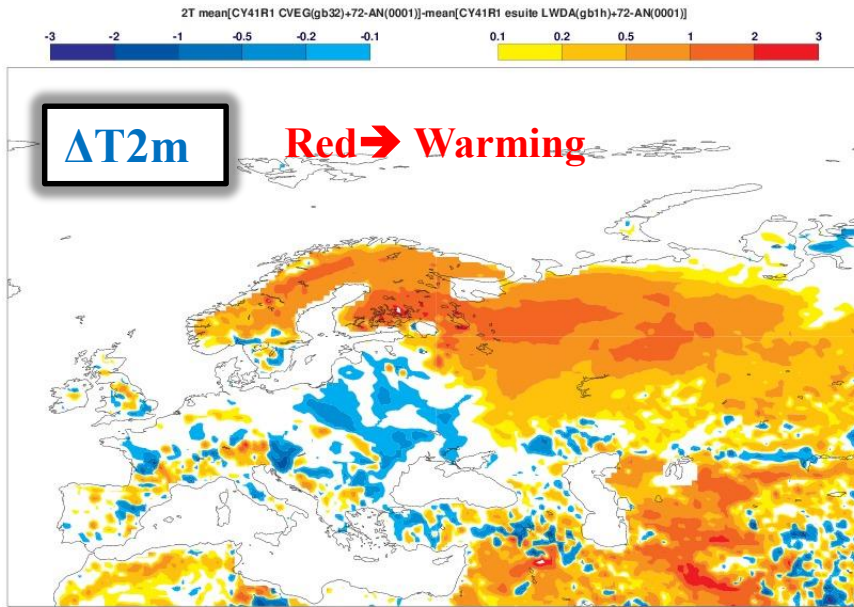 2T mean[CY41R1 CVEG(gb32)+72-AN(0001)]-mean[CY41R1 esuite LWDA(gb1h)+72-AN(0001)]
-3 -2 -1 -0.5 -0.2 -0.1 0.1 0.2 0.5 1 2 3
ΔT2m
Red➔ Warming